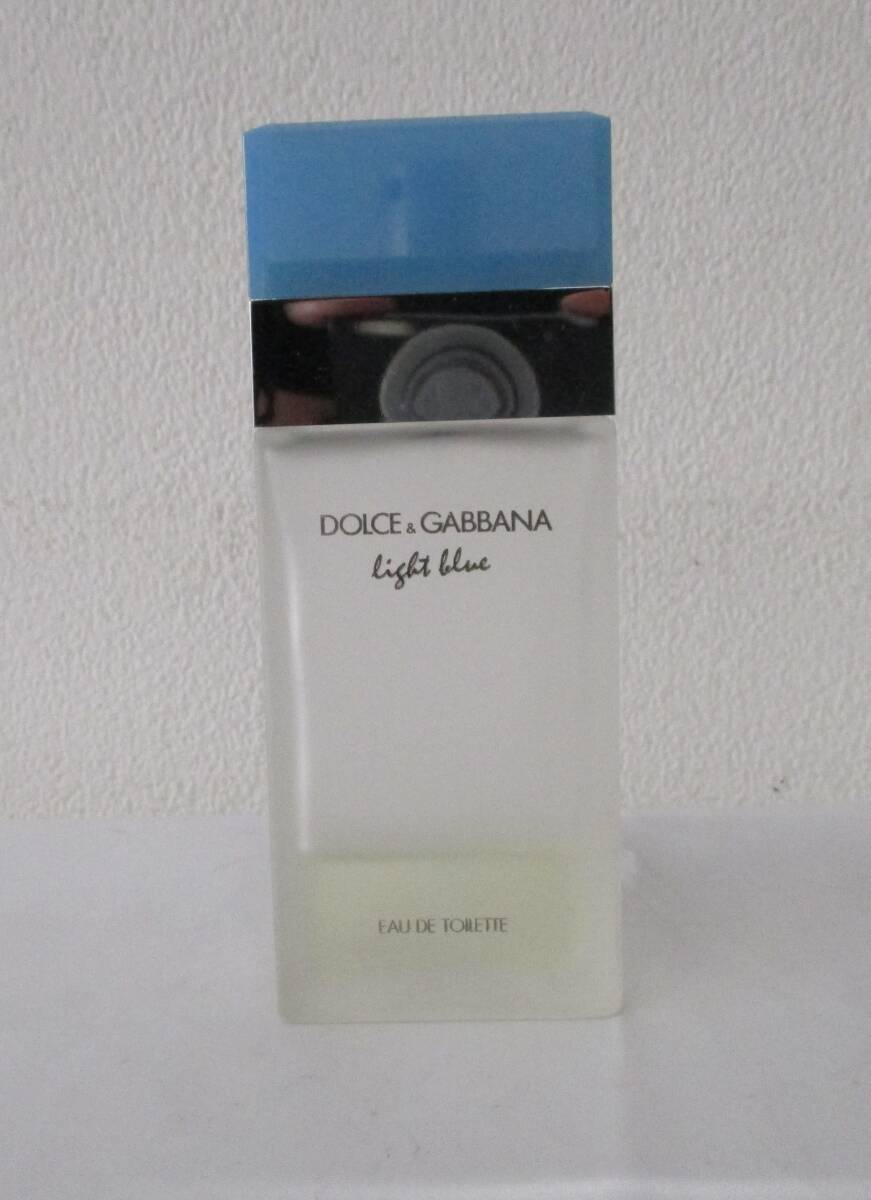 DOLCE & GABBANA
light blue
EAU DE TOILETTE